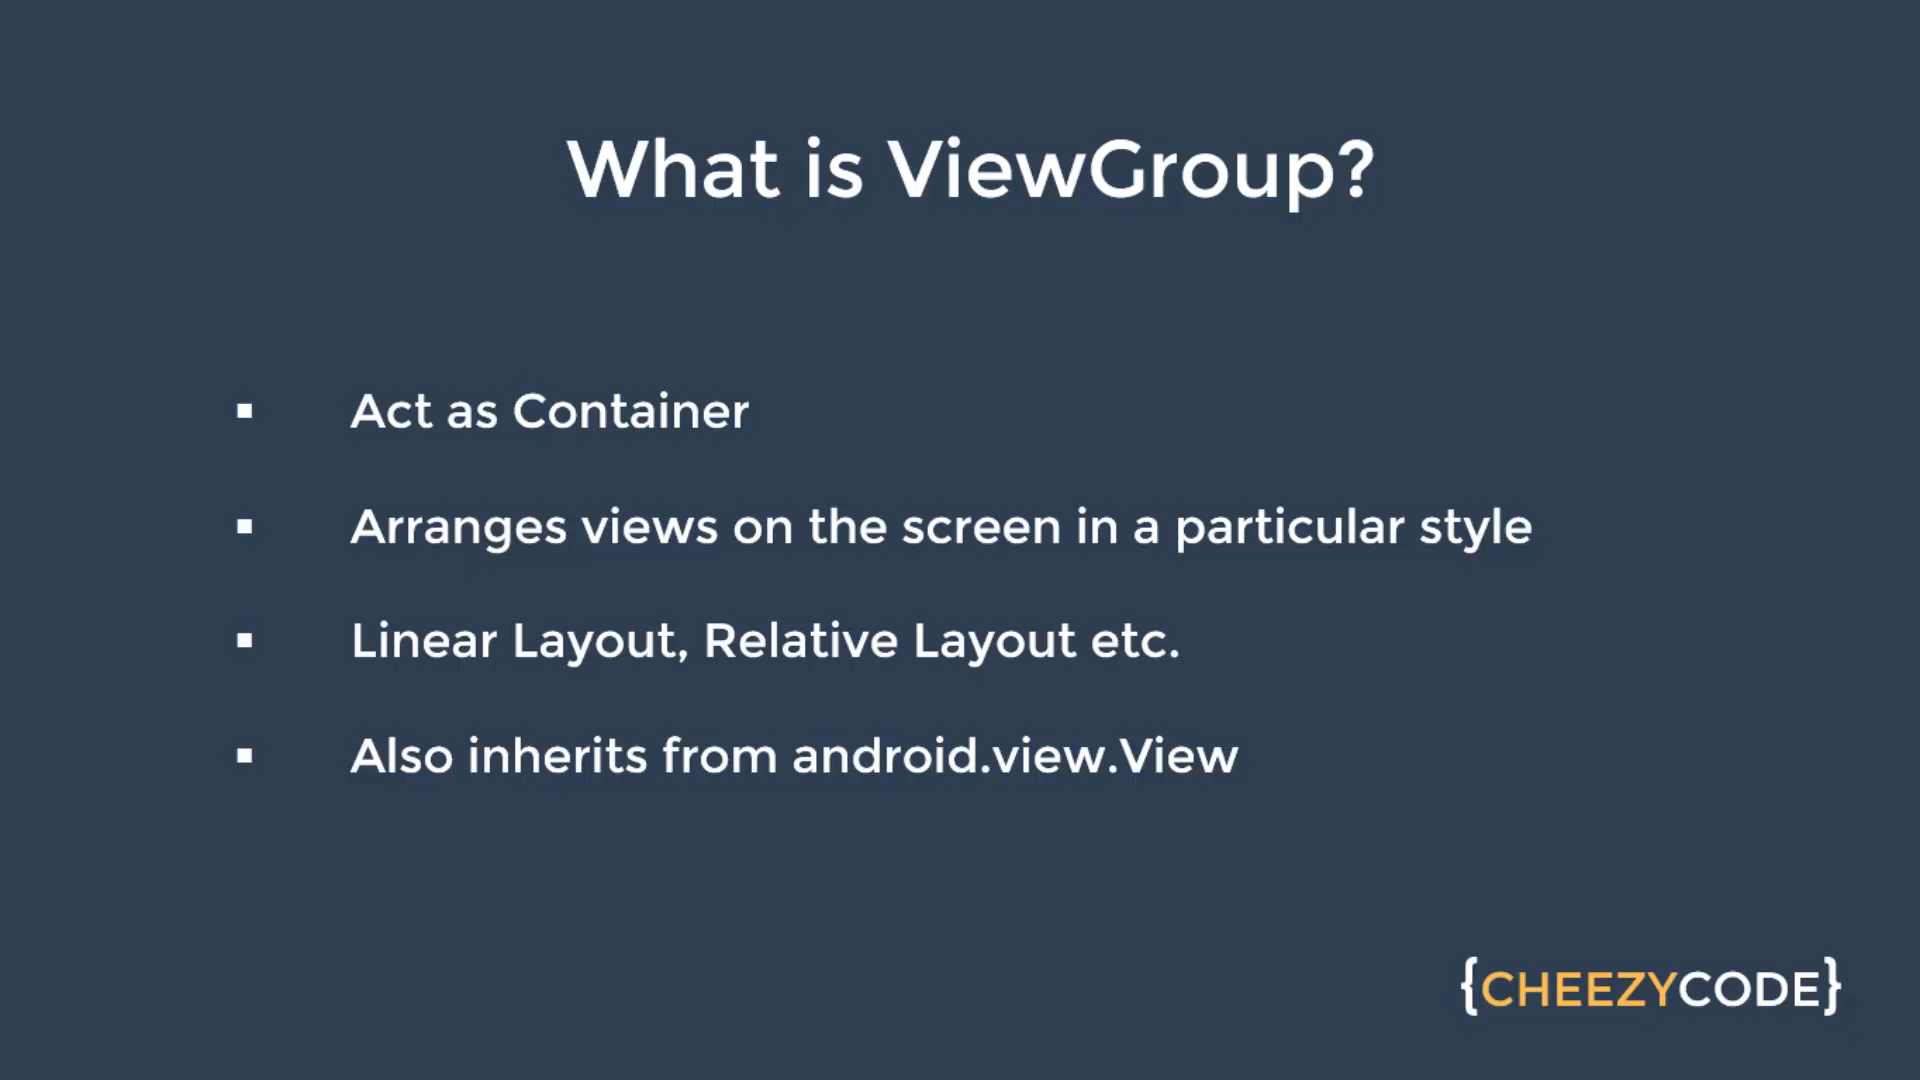 What is ViewGroup?
▪ Act as Container
▪ Arranges views on the screen in a particular style
▪ Linear Layout, Relative Layout etc.
▪ Also inherits from android.view.View
{CHEEZYCODE}